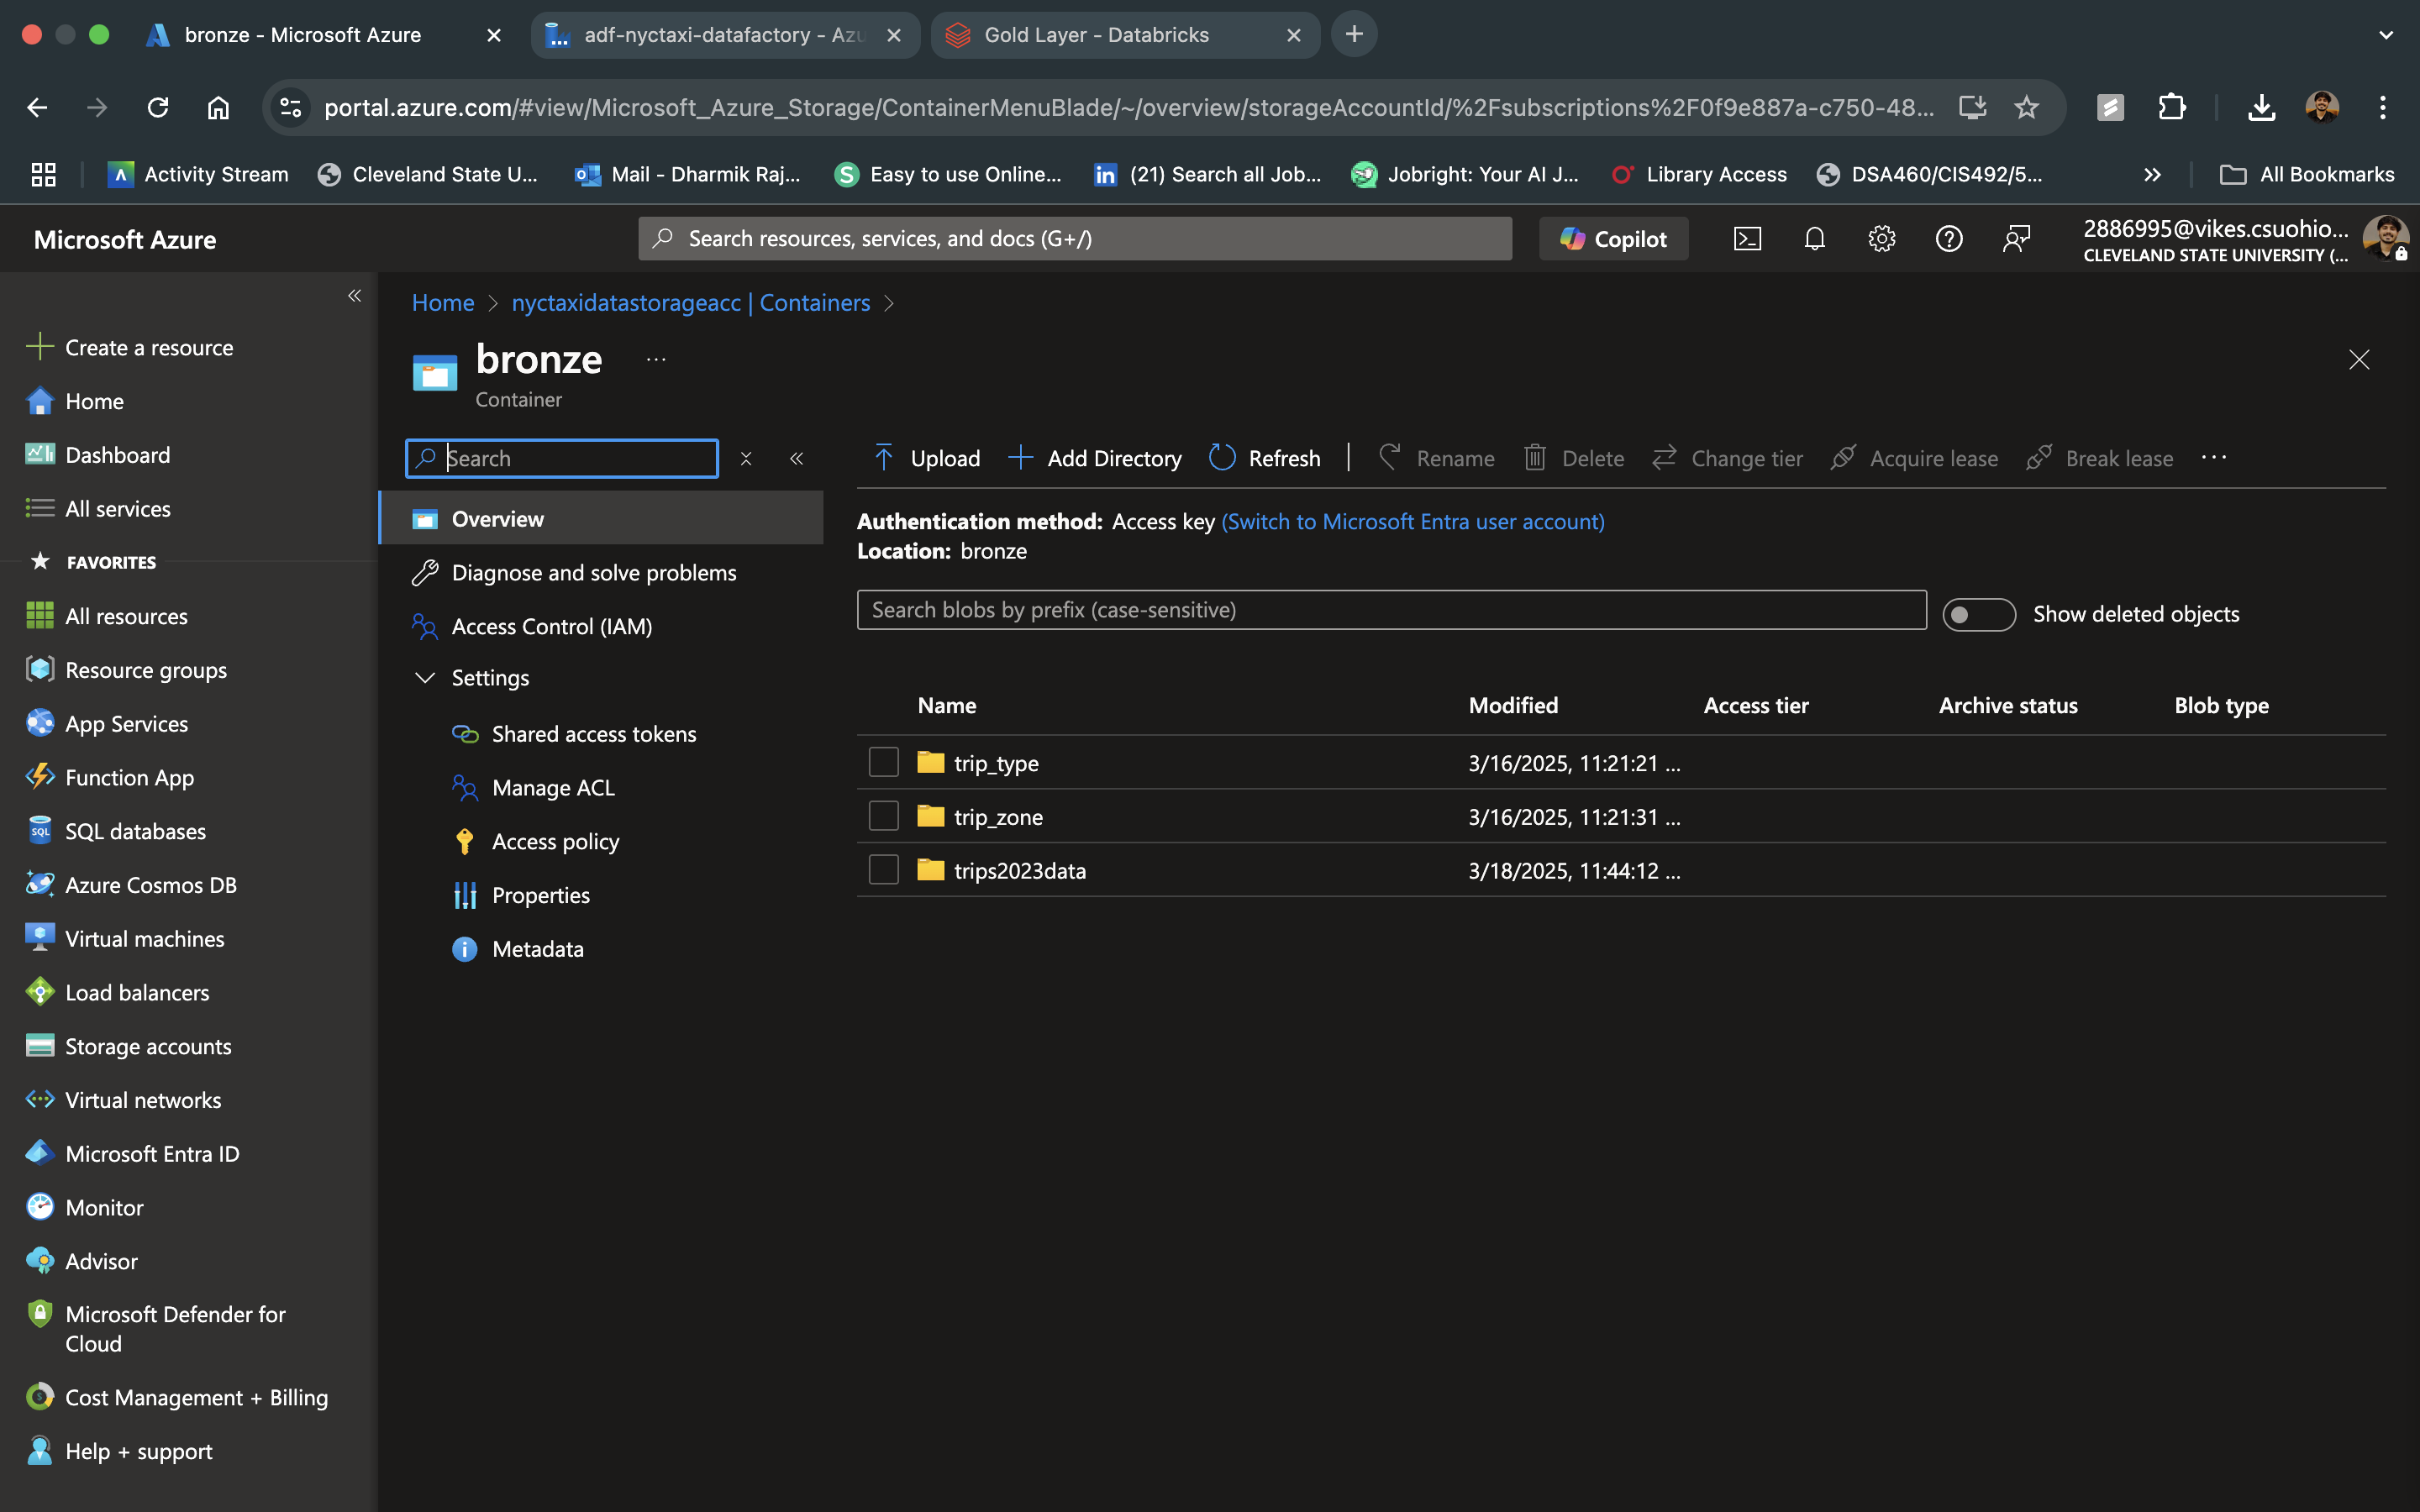 bronze - Microsoft Azure
adf-nyctaxi-datafactory - Azu
Gold Layer - Databricks
portal.azure.com/#view/Microsoft_Azure_Storage/ContainerMenuBlade/~/overview/storageAccountId/%2Fsubscriptions%2F0f9e887a-c750-48...
Activity Stream
Cleveland State U...
Mail - Dharmik Raj...
Easy to use Online...
(21) Search all Job...
Jobright: Your AI J...
Library Access
DSA460/CIS492/5...
All Bookmarks
Microsoft Azure
Search resources, services, and docs (G+/)
Copilot
2886995@vikes.csuohio...
CLEVELAND STATE UNIVERSITY (...
Create a resource
Home
Dashboard
All services
FAVORITES
All resources
Resource groups
App Services
Function App
SQL databases
Azure Cosmos DB
Virtual machines
Load balancers
Storage accounts
Virtual networks
Microsoft Entra ID
Monitor
Advisor
Microsoft Defender for
Cloud
Cost Management + Billing
Help + support
Home > nyctaxidatastorageacc | Containers >
bronze ...
Container
Search
Overview
Diagnose and solve problems
Access Control (IAM)
Settings
Shared access tokens
Manage ACL
Access policy
Properties
Metadata
Upload Add Directory Refresh Rename Delete Change tier Acquire lease Break lease ...
Authentication method: Access key (Switch to Microsoft Entra user account)
Location: bronze
Search blobs by prefix (case-sensitive)
Show deleted objects
Name Modified Access tier Archive status Blob type
trip_type 3/16/2025, 11:21:21 ...
trip_zone 3/16/2025, 11:21:31 ...
trips2023data 3/18/2025, 11:44:12 ...